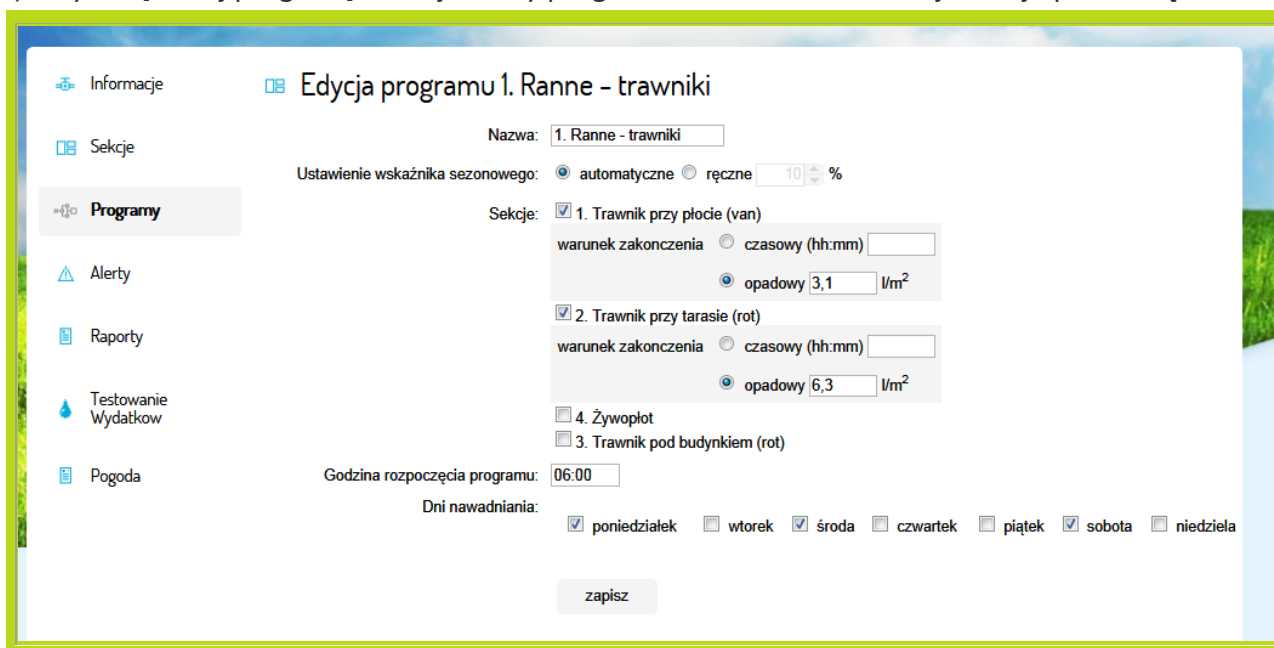 Informacje
Sekcje
Programy
Alerty
Raporty
Testowanie
Wydatkow
Pogoda
Edycja programu 1. Ranne - trawniki
Nazwa: 1. Ranne - trawniki
Ustawienie wskaźnika sezonowego: automatyczne ręczne 10 %
Sekcje: 1. Trawnik przy płocie (van)
warunek zakonczenia czasowy (hh:mm)
opadowy 3,1 l/m²
2. Trawnik przy tarasie (rot)
warunek zakonczenia czasowy (hh:mm)
opadowy 6,3 l/m²
4. Żywopłot
3. Trawnik pod budynkiem (rot)
Godzina rozpoczęcia programu: 06:00
Dni nawadniania:
poniedziałek wtorek środa czwartek piątek sobota niedziela
zapisz